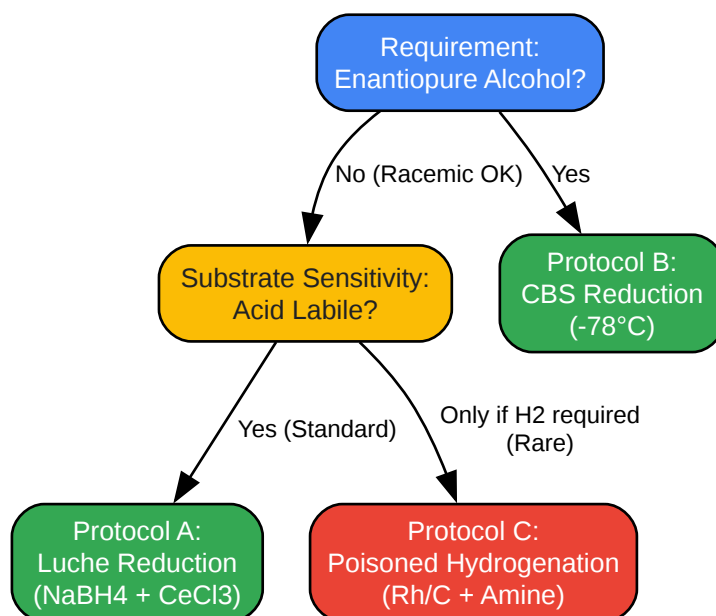 Requirement:
Enantiopure Alcohol?
No (Racemic OK)
Yes
Substrate Sensitivity:
Acid Labile?
Protocol B:
CBS Reduction
(-78°C)
Yes (Standard)
Only if H2 required
(Rare)
Protocol A:
Luche Reduction
(NaBH4 + CeCl3)
Protocol C:
Poisoned Hydrogenation
(Rh/C + Amine)